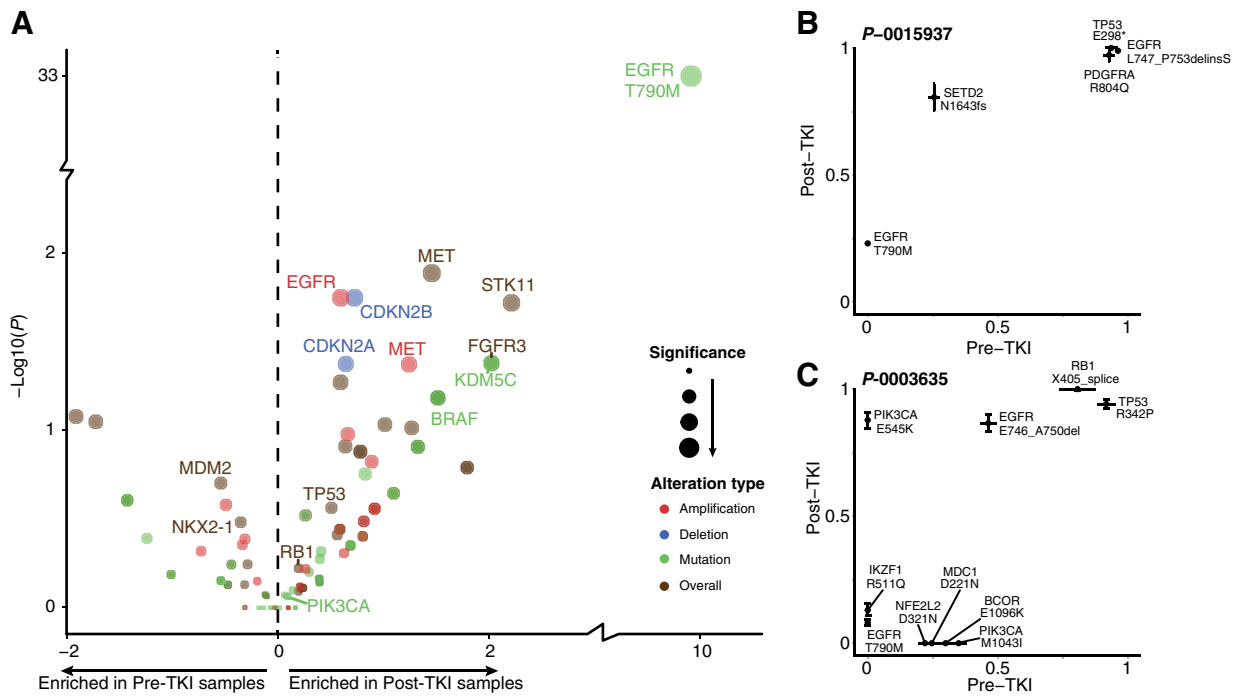 A
33
2
1
0
−Log10(P)
EGFR
T790M
MET
STK11
EGFR
CDKN2B
CDKN2A
MET
FGFR3
KDM5C
BRAF
MDM2
NKX2-1
TP53
RB1
PIK3CA
−2
0
2
10
Enriched in Pre-TKI samples
Enriched in Post-TKI samples
Significance
Alteration type
Amplification
Deletion
Mutation
Overall
B
P−0015937
Post−TKI
1
0.5
0
TP53
E298*
EGFR
L747_P753delinsS
PDGFRA
R804Q
SETD2
N1643fs
EGFR
T790M
0
0.5
1
Pre−TKI
C
P-0003635
Post−TKI
1
0.5
0
RB1
X405_splice
TP53
R342P
PIK3CA
E545K
EGFR
E746_A750del
IKZF1
R511Q
MDC1
D221N
NFE2L2
D321N
BCOR
E1096K
EGFR
T790M
PIK3CA
M1043I
0
0.5
1
Pre−TKI